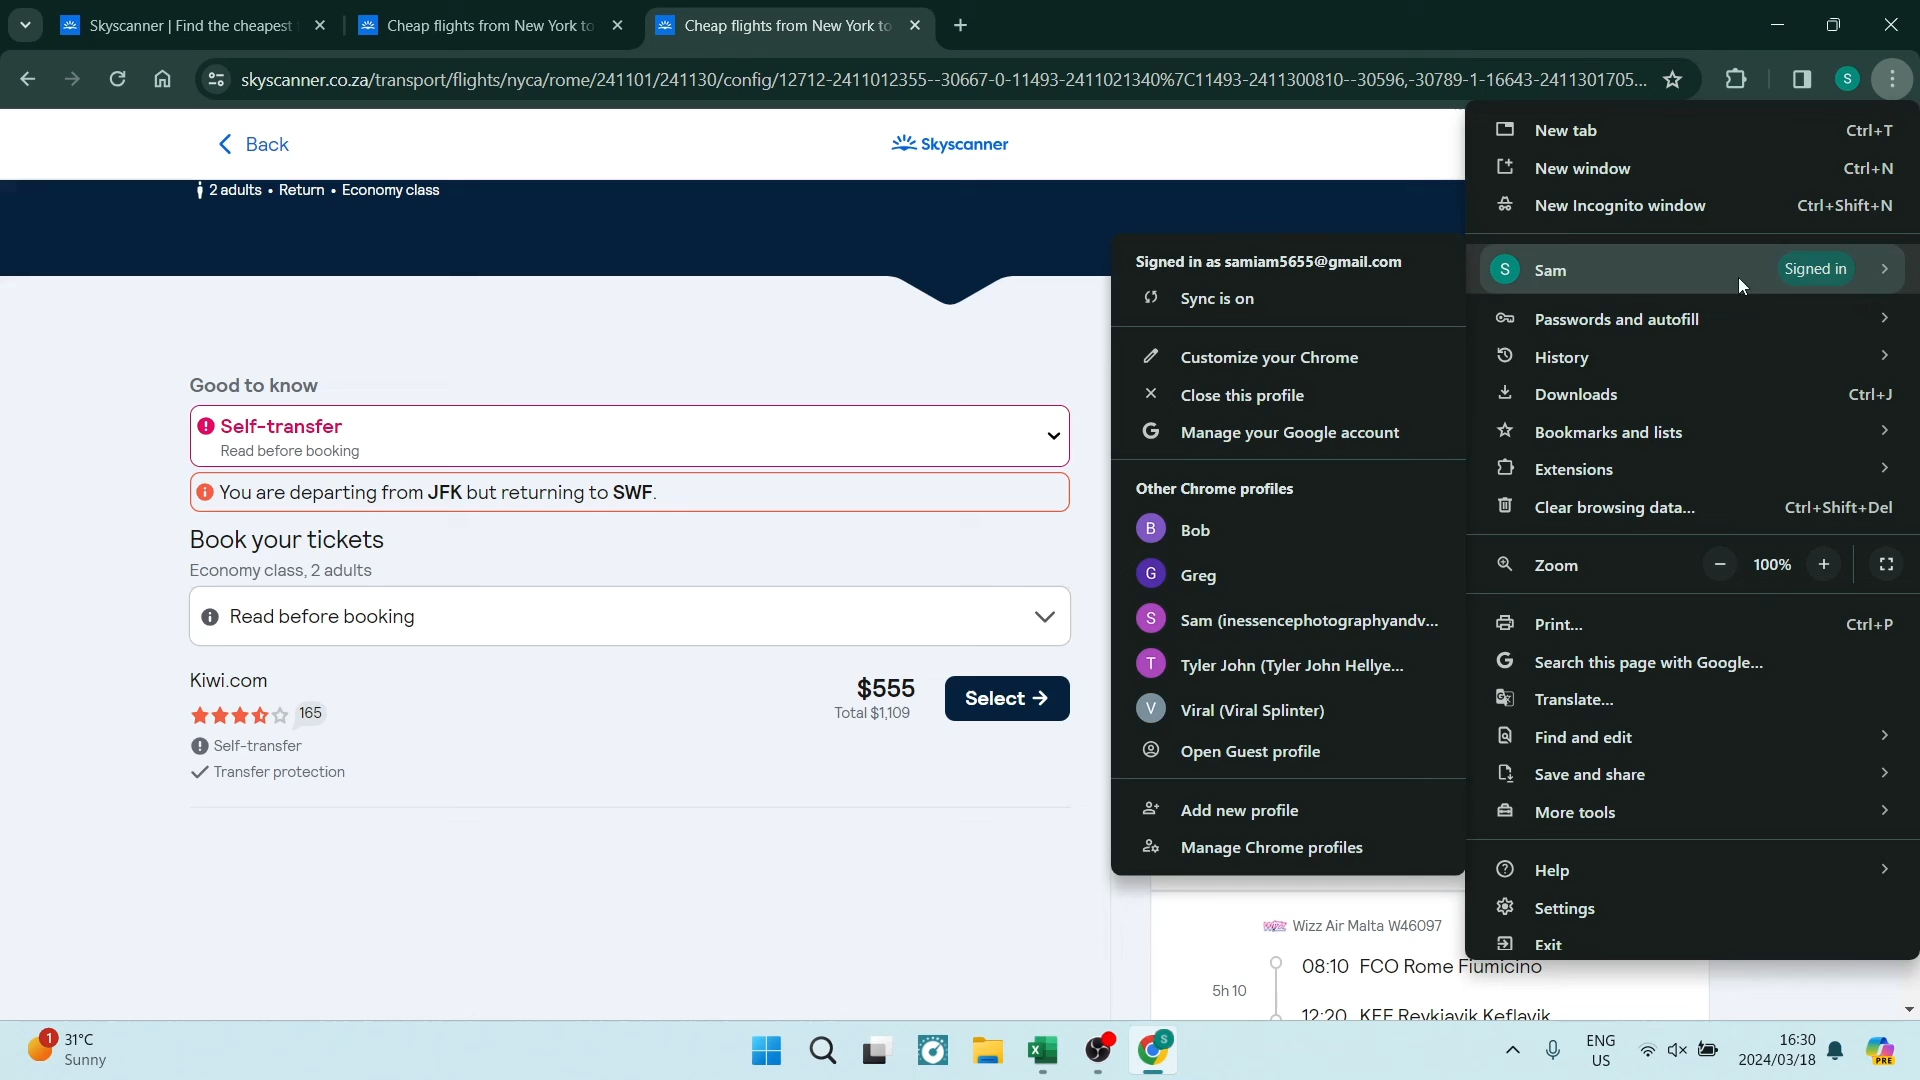 Skyscanner | Find the cheapest
Cheap flights from New York to
Cheap flights from New York to
skyscanner.co.za/transport/flights/nyca/rome/241101/241130/config/12712-2411012355--30667-0-11493-2411021340%7C11493-2411300810--30596,-30789-1-16643-2411301705...
S
Back
Skyscanner
2 adults • Return • Economy class
Good to know
Self-transfer
Read before booking
You are departing from JFK but returning to SWF.
Book your tickets
Economy class, 2 adults
Read before booking
Kiwi.com
165
Self-transfer
Transfer protection
$555
Total $1,109
Select →
Signed in as samiam5655@gmail.com
Sync is on
Customize your Chrome
Close this profile
G Manage your Google account
Other Chrome profiles
B Bob
G Greg
S Sam (inessencephotographyandv...
T Tyler John (Tyler John Hellye...
V Viral (Viral Splinter)
Open Guest profile
Add new profile
Manage Chrome profiles
New tab Ctrl+T
New window Ctrl+N
New Incognito window Ctrl+Shift+N
S Sam Signed in
Passwords and autofill
History
Downloads Ctrl+J
Bookmarks and lists
Extensions
Clear browsing data... Ctrl+Shift+Del
Zoom − 100% +
Print... Ctrl+P
G Search this page with Google...
Translate...
Find and edit
Save and share
More tools
Help
Settings
Exit
Wizz Air Malta W46097
08:10 FCO Rome Fiumicino
5h 10
12:20 KEF Reykjavik Keflavik
1
31°C
Sunny
S
ENG
US
16:30
2024/03/18
PRE